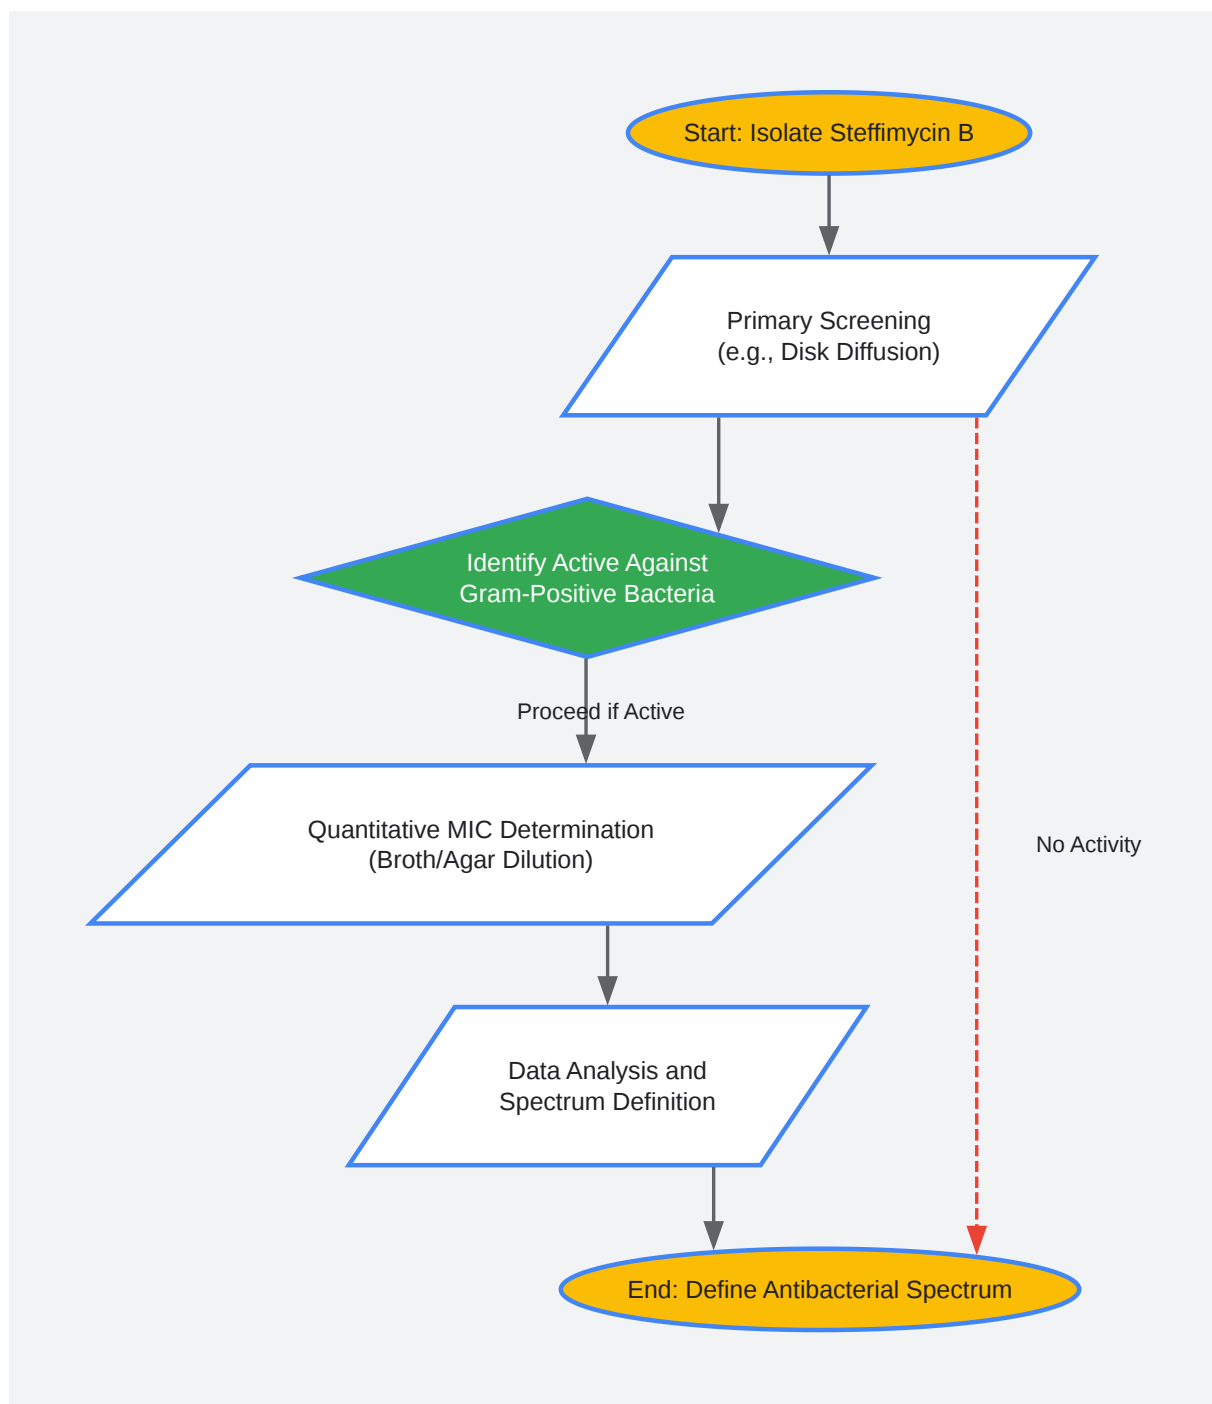 Start: Isolate Steffimycin B
Primary Screening
(e.g., Disk Diffusion)
Identify Active Against
Gram-Positive Bacteria
Proceed if Active
Quantitative MIC Determination
(Broth/Agar Dilution)
No Activity
Data Analysis and
Spectrum Definition
End: Define Antibacterial Spectrum